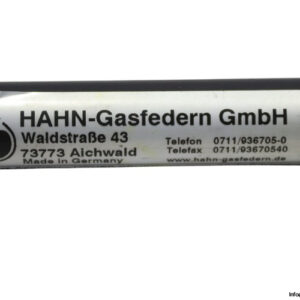 HAHN-Gasfedern GmbH
Waldstraße 43
73773 Aichwald
Made in Germany
Telefon 0711/936705-0
Telefax 0711/93670540
www.hahn-gasfedern.de